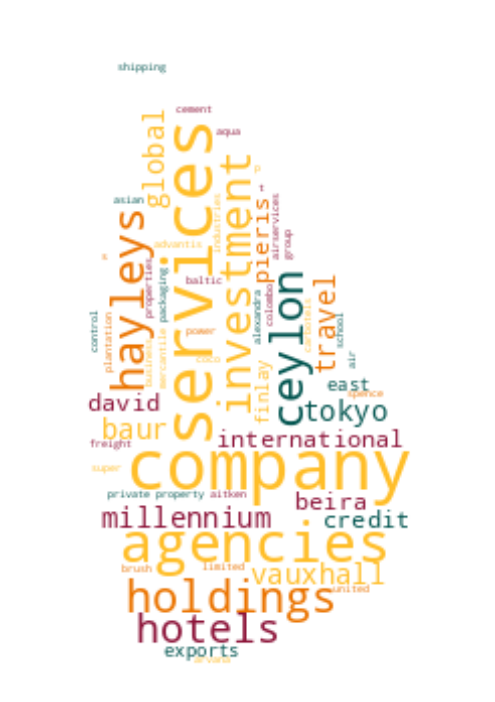 shipping
cement
global
aqua
services
investment
p
t
asian
hayleys
pieris
industries
airservices
group
advantis
s
properties
packaging
baltic
ceylon
colombo
travel
alexandra
carbotels
school
control
plantation
business
mercantile
power
coco
finlay
air
east
spence
david
tokyo
baur
international
freight
company
super
private property
aitken
beira
millennium
credit
agencies
brush
limited
vauxhall
united
holdings
hotels
exports
arvana